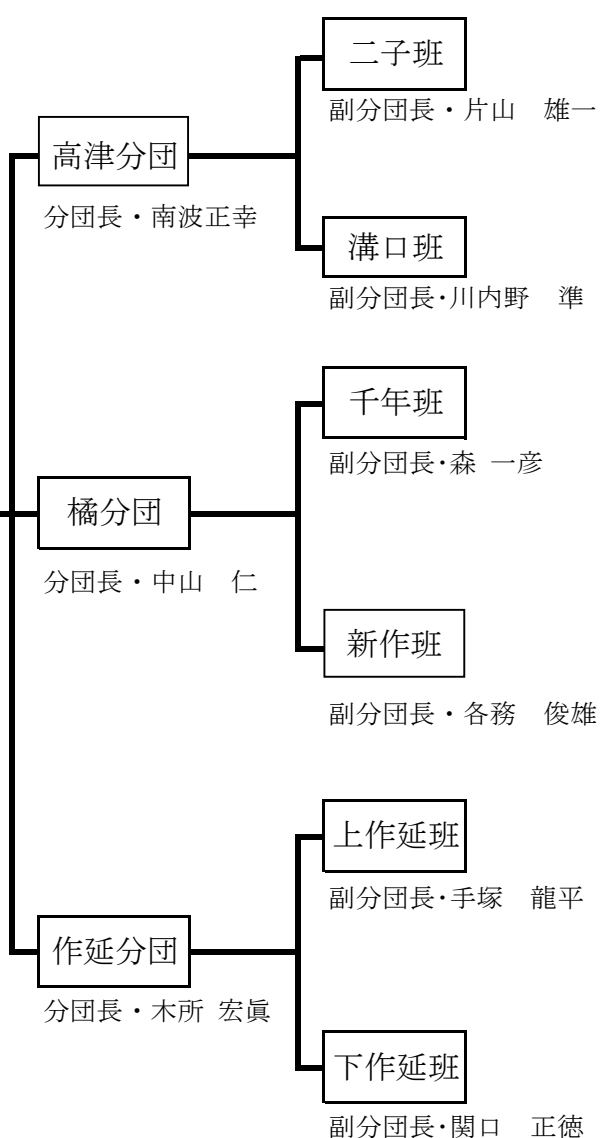 高津分団
分団長・南波正幸
二子班
副分団長・片山　雄一
溝口班
副分団長・川内野　準
橘分団
分団長・中山　仁
千年班
副分団長・森 一彦
新作班
副分団長・各務　俊雄
作延分団
分団長・木所 宏眞
上作延班
副分団長・手塚　龍平
下作延班
副分団長・関口　正徳